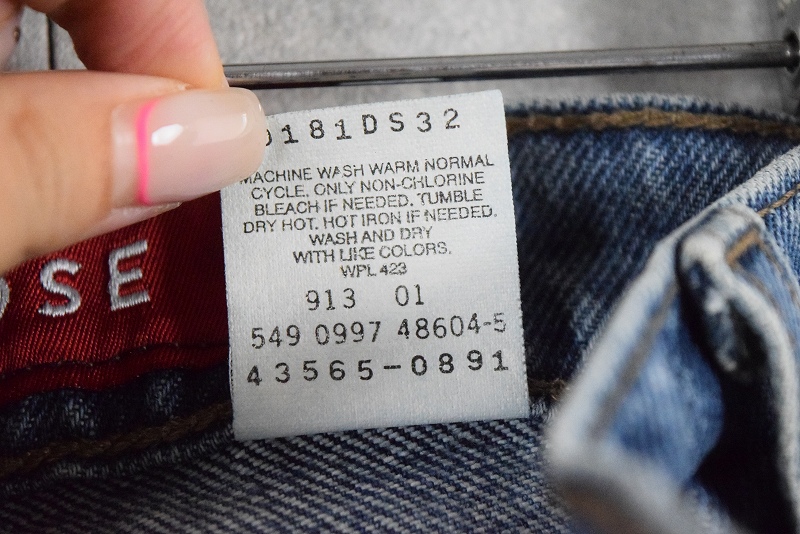 0181DS32
MACHINE WASH WARM NORMAL
CYCLE. ONLY NON-CHLORINE
BLEACH IF NEEDED. TUMBLE
DRY HOT. HOT IRON IF NEEDED.
WASH AND DRY
WITH LIKE COLORS.
WPL 423
913 01
549 0997 48604-5
43565-0891